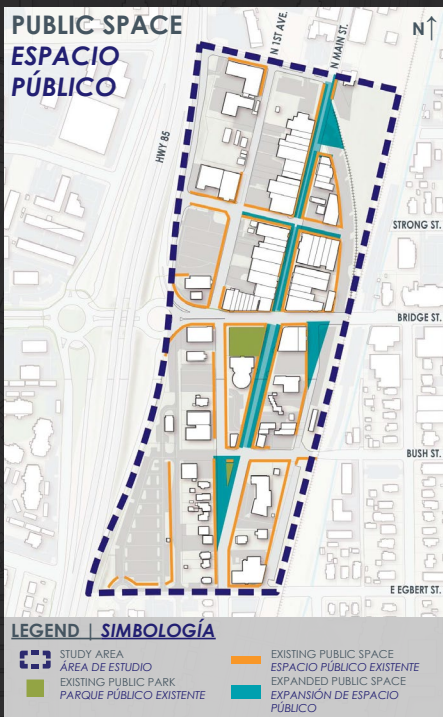 PUBLIC SPACE
ESPACIO
PÚBLICO
N 1ST AVE.
N MAIN ST.
N
HWY 85
STRONG ST.
BRIDGE ST.
BUSH ST.
E EGBERT ST.
LEGEND | SIMBOLOGÍA
STUDY AREA
ÁREA DE ESTUDIO
EXISTING PUBLIC PARK
PARQUE PÚBLICO EXISTENTE
EXISTING PUBLIC SPACE
ESPACIO PÚBLICO EXISTENTE
EXPANDED PUBLIC SPACE
EXPANSIÓN DE ESPACIO
PÚBLICO